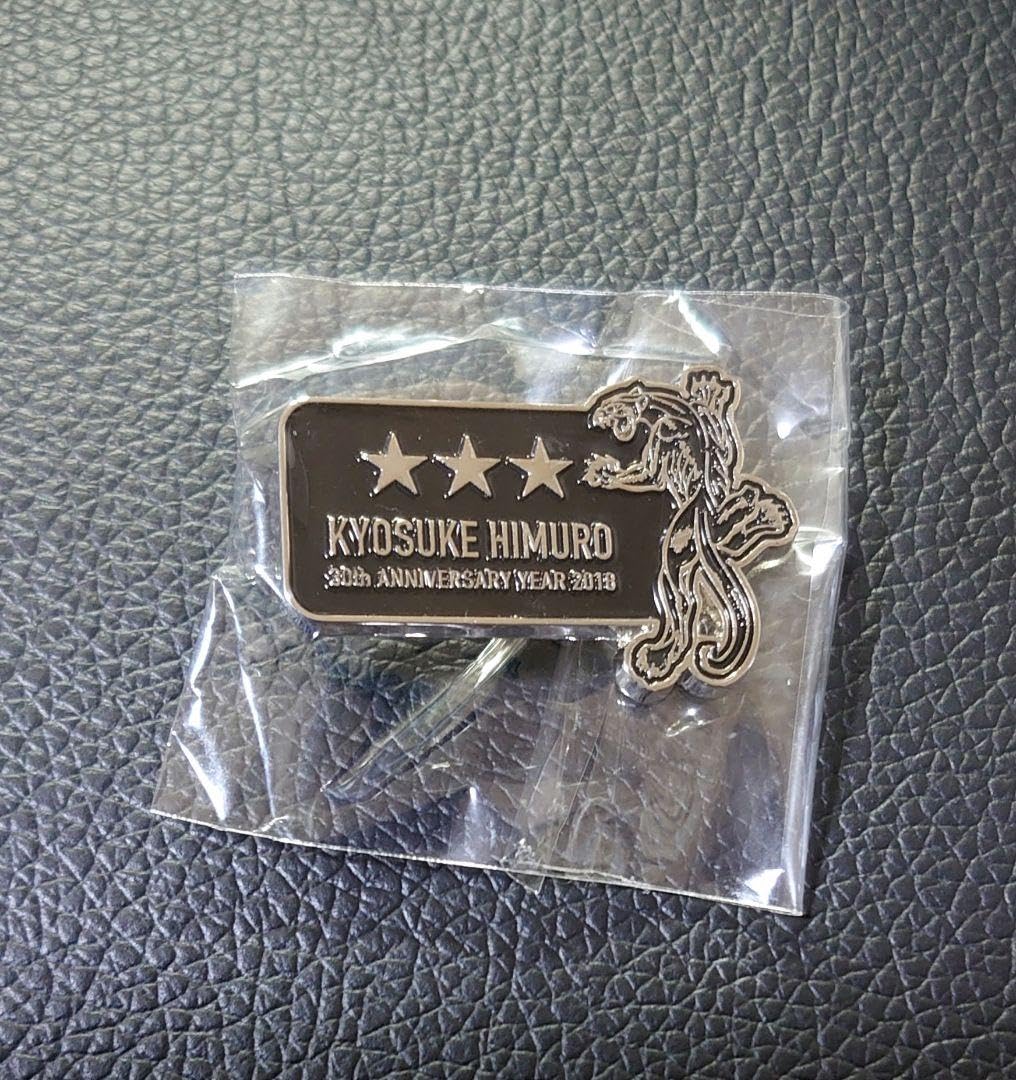 KYOSUKE HIMURO
30th ANNIVERSARY YEAR 2018